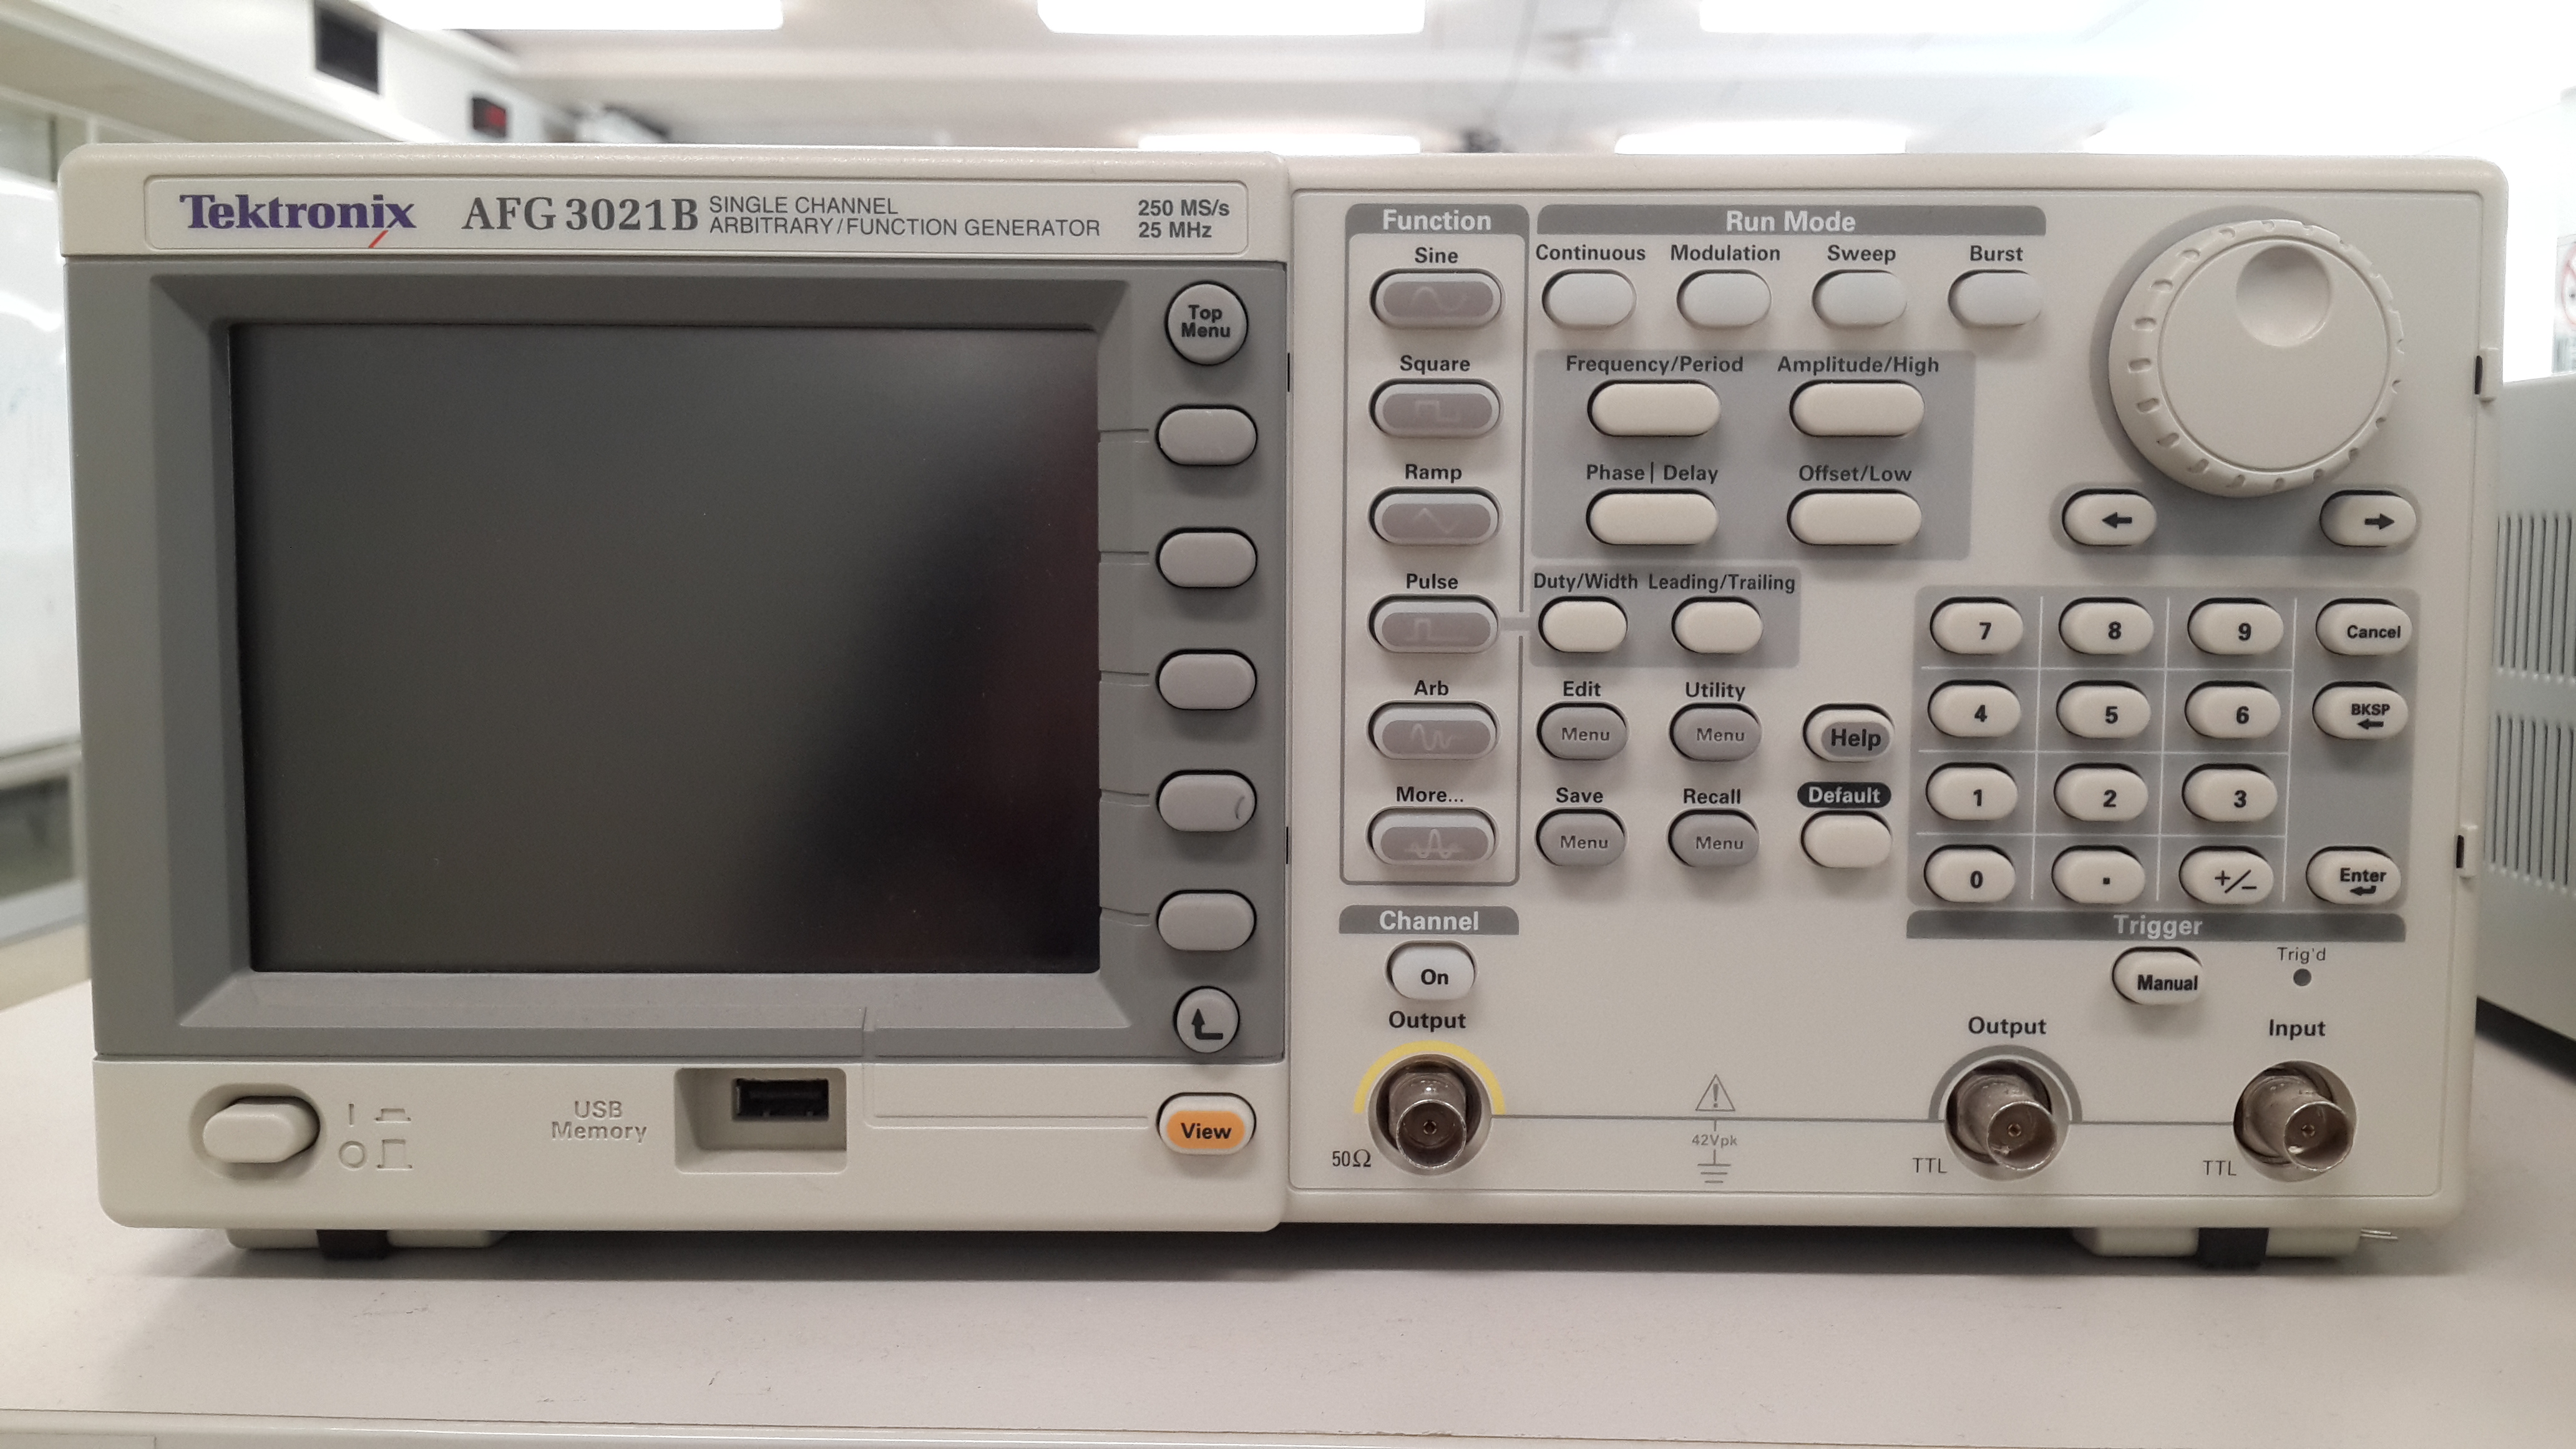 Tektronix AFG 3021B SINGLE CHANNEL
ARBITRARY/FUNCTION GENERATOR
250 MS/s
25 MHz
Top
Menu
USB
Memory
View
Function
Sine
Square
Ramp
Pulse
Arb
More...
Run Mode
Continuous Modulation Sweep Burst
Frequency/Period Amplitude/High
Phase | Delay Offset/Low
Duty/Width Leading/Trailing
Edit Utility
Menu Menu Help
Save Recall Default
Menu Menu
7 8 9 Cancel
4 5 6 BKSP
1 2 3
0 . +/− Enter
Channel
On
Output
50Ω
42Vpk
Trigger
Manual Trig'd
Output Input
TTL TTL